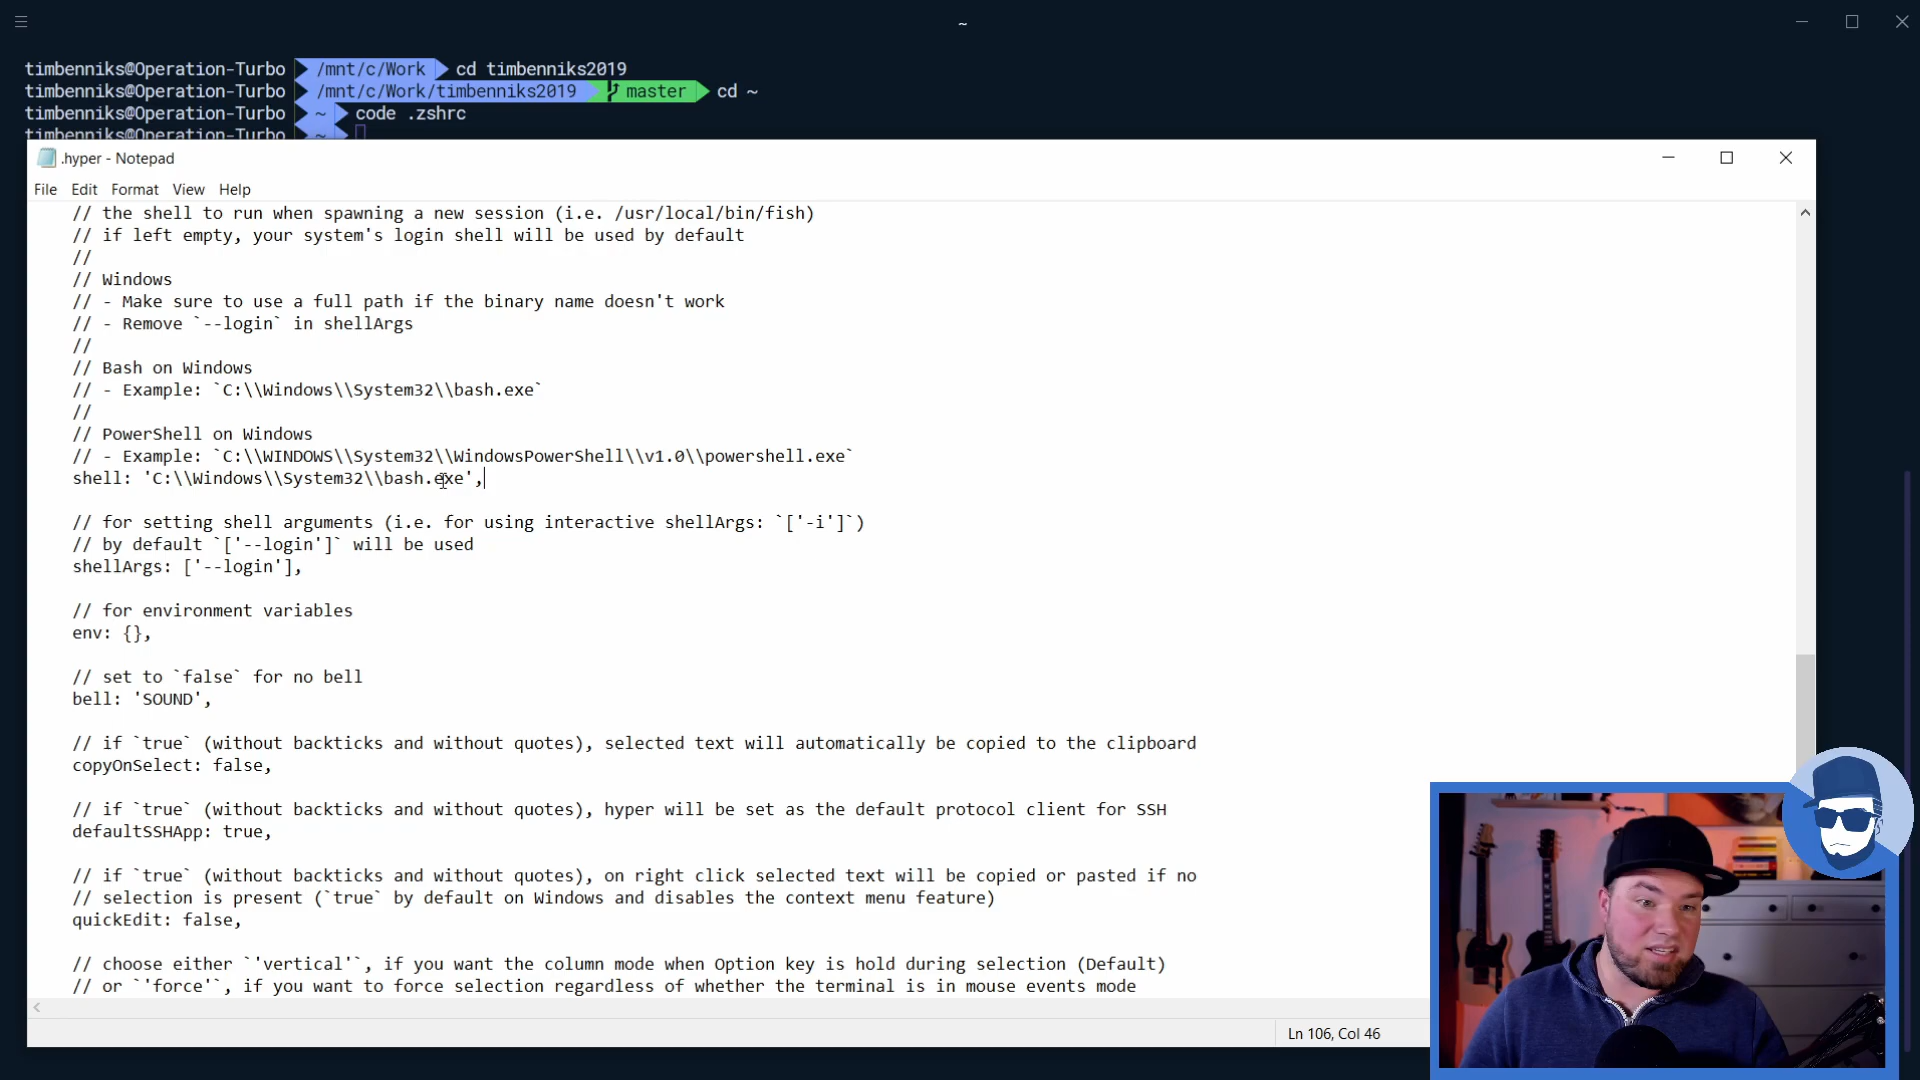 ~
timbenniks@Operation-Turbo /mnt/c/Work cd timbenniks2019
timbenniks@Operation-Turbo /mnt/c/Work/timbenniks2019 master cd ~
timbenniks@Operation-Turbo ~ code .zshrc
timbenniks@Operation-Turbo ~
.hyper - Notepad
File Edit Format View Help
// the shell to run when spawning a new session (i.e. /usr/local/bin/fish)
// if left empty, your system's login shell will be used by default
//
// Windows
// - Make sure to use a full path if the binary name doesn't work
// - Remove `--login` in shellArgs
//
// Bash on Windows
// - Example: `C:\\Windows\\System32\\bash.exe`
//
// PowerShell on Windows
// - Example: `C:\\WINDOWS\\System32\\WindowsPowerShell\\v1.0\\powershell.exe`
shell: 'C:\\Windows\\System32\\bash.exe',
// for setting shell arguments (i.e. for using interactive shellArgs: `['-i']`)
// by default `['--login']` will be used
shellArgs: ['--login'],
// for environment variables
env: {},
// set to `false` for no bell
bell: 'SOUND',
// if `true` (without backticks and without quotes), selected text will automatically be copied to the clipboard
copyOnSelect: false,
// if `true` (without backticks and without quotes), hyper will be set as the default protocol client for SSH
defaultSSHApp: true,
// if `true` (without backticks and without quotes), on right click selected text will be copied or pasted if no
// selection is present (`true` by default on Windows and disables the context menu feature)
quickEdit: false,
// choose either `'vertical'`, if you want the column mode when Option key is hold during selection (Default)
// or `'force'`, if you want to force selection regardless of whether the terminal is in mouse events mode
Ln 106, Col 46